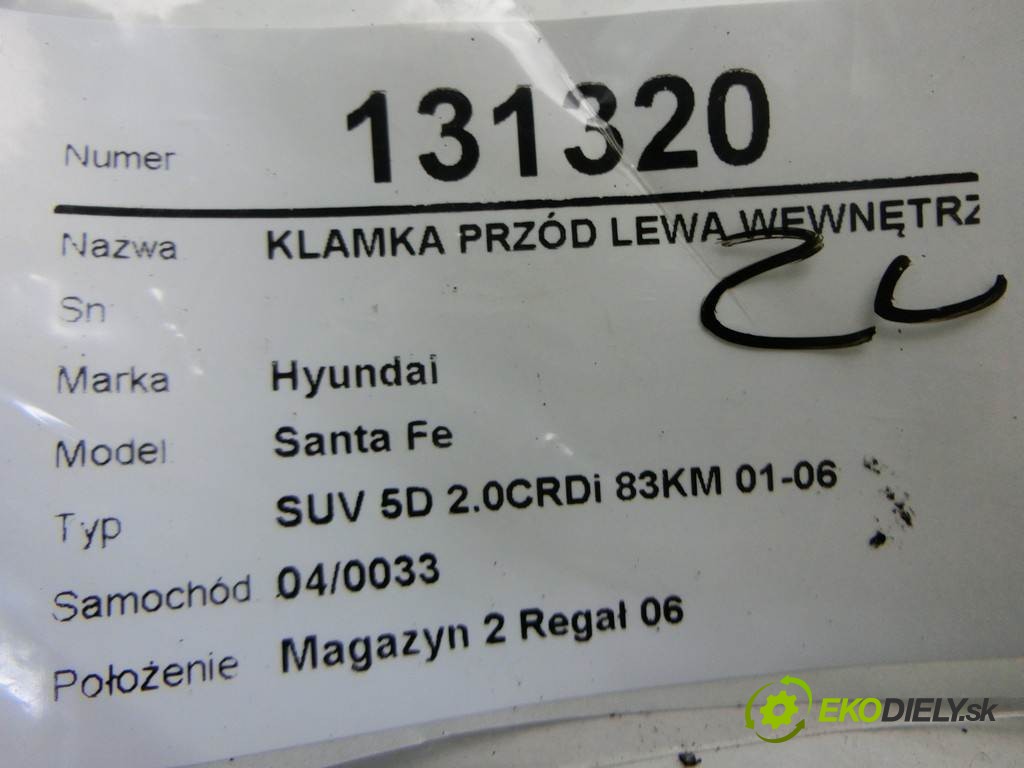 Numer 131320
Nazwa KLAMKA PRZÓD LEWA WEWNĘTRZ
Sn
Marka Hyundai
Model Santa Fe
Typ SUV 5D 2.0CRDi 83KM 01-06
Samochód 04/0033
Położenie Magazyn 2 Regał 06
EKODIELY.sk